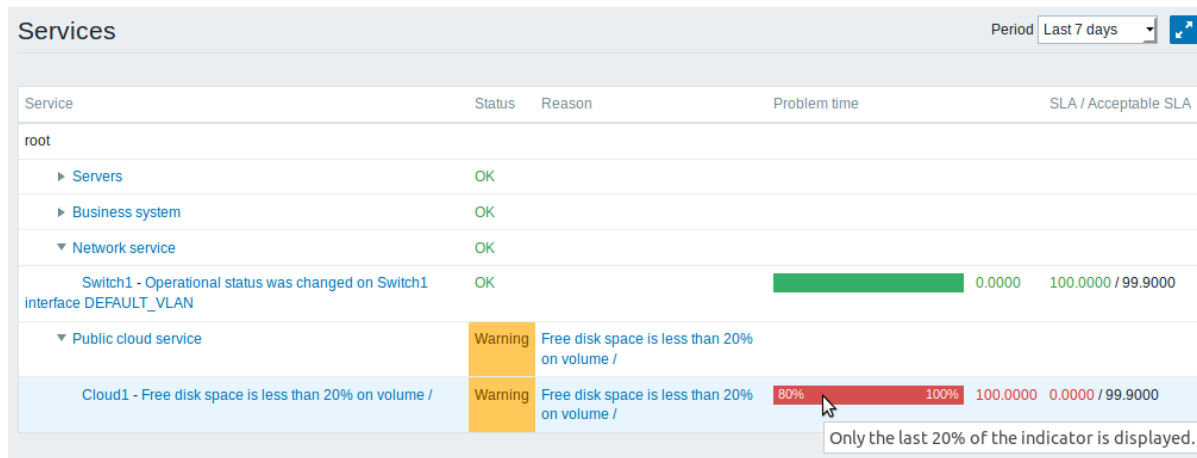 Services
Period Last 7 days
Service Status Reason Problem time SLA / Acceptable SLA
root
Servers OK
Business system OK
Network service OK
Switch1 - Operational status was changed on Switch1 OK 0.0000 100.0000 / 99.9000
interface DEFAULT_VLAN
Public cloud service Warning Free disk space is less than 20%
on volume /
Cloud1 - Free disk space is less than 20% on volume / Warning Free disk space is less than 20% 80% 100% 100.0000 0.0000 / 99.9000
on volume /
Only the last 20% of the indicator is displayed.